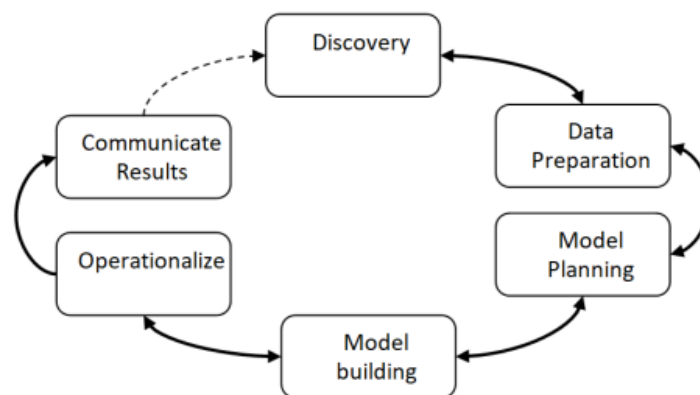 Discovery
Data
Preparation
Model
Planning
Model
building
Operationalize
Communicate
Results